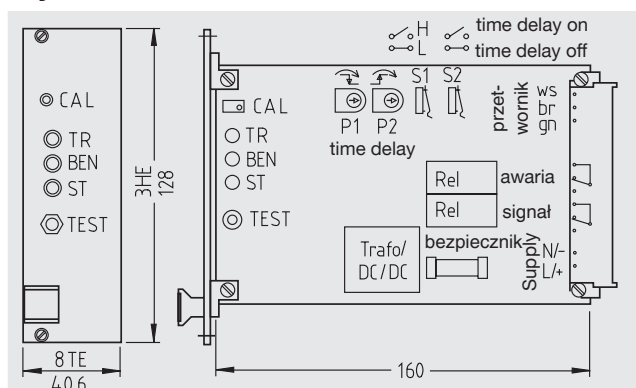 H time delay on
L time delay off
S1 S2
CAL
TR
BEN
ST
TEST
3HE
128
8TE
40,6
CAL
TR
BEN
ST
TEST
P1 P2
time delay
przet-
wornik
ws
br
gn
Rel awaria
Rel sygnał
bezpiecznik
Trafo/
DC/DC
Supply
N/-
L/+
160